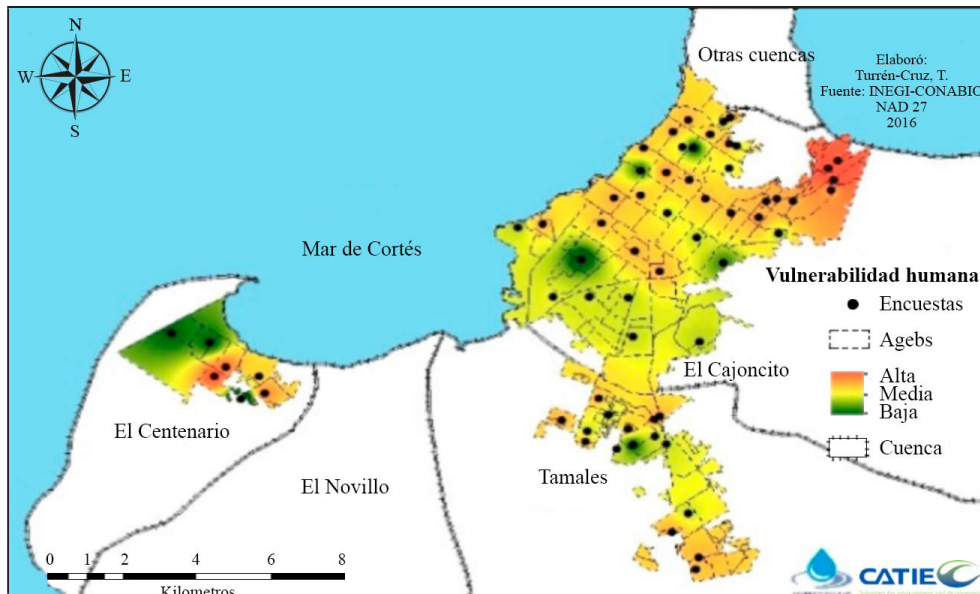 N
W
E
S
Otras cuencas
Elaboró:
Turrén-Cruz, T.
Fuente: INEGI-CONABIO
NAD 27
2016
Mar de Cortés
Vulnerabilidad humana
Encuestas
Agebs
Alta
Media
Baja
Cuenca
El Cajoncito
El Centenario
El Novillo
Tamales
0 1 2 4 6 8
Kilometros
CATIE